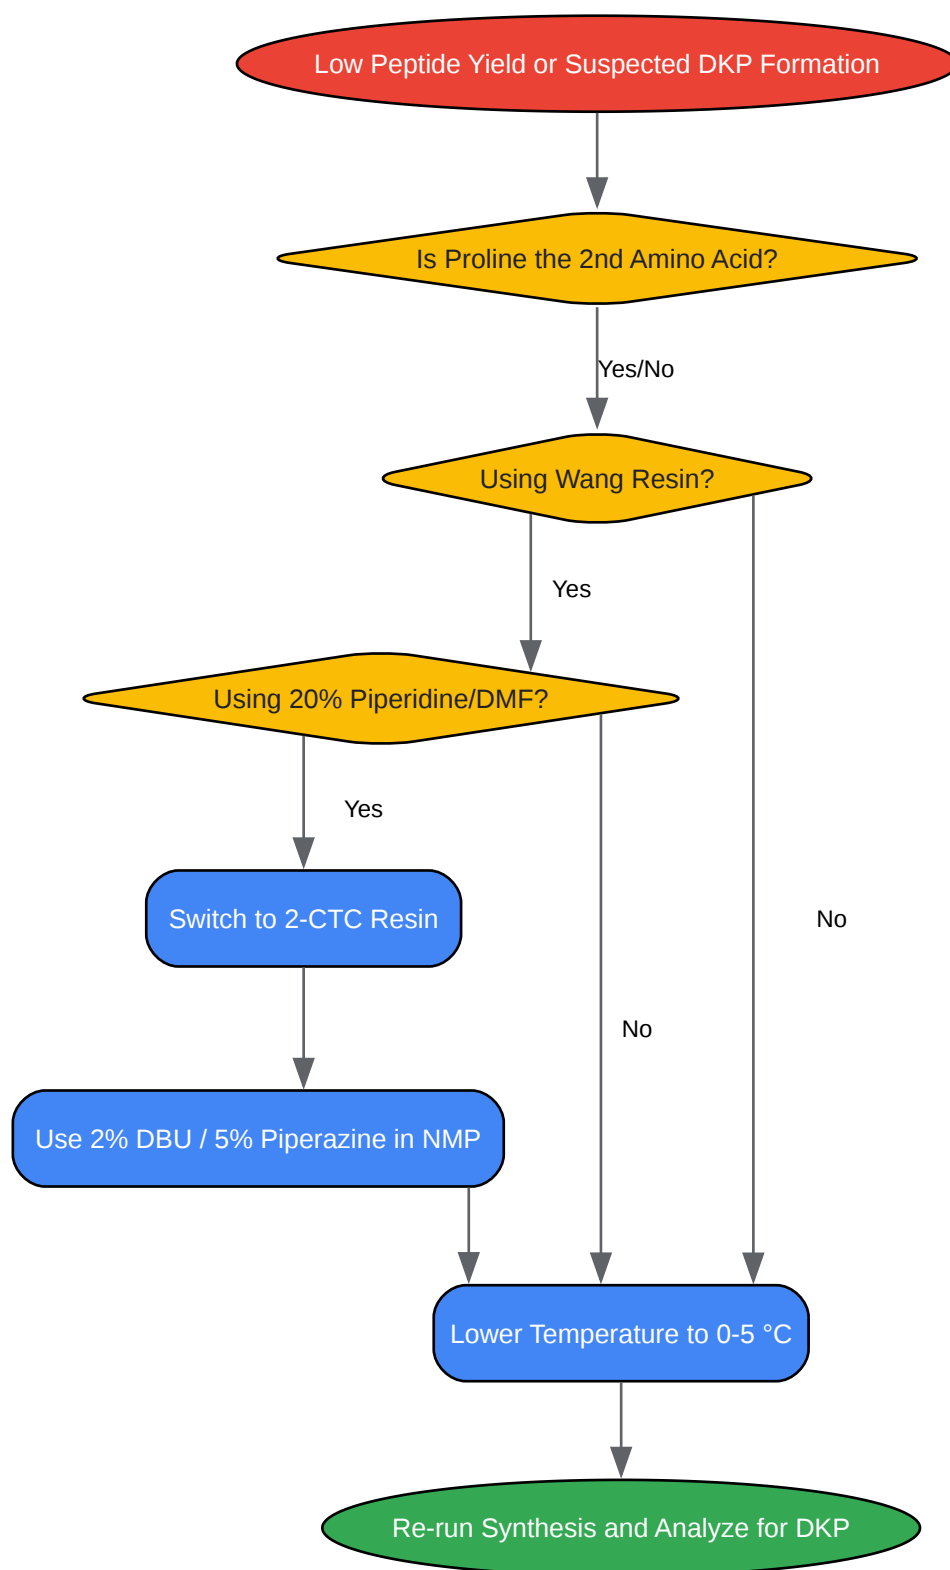 Low Peptide Yield or Suspected DKP Formation
Is Proline the 2nd Amino Acid?
Yes/No
Using Wang Resin?
Yes
Using 20% Piperidine/DMF?
Yes
Switch to 2-CTC Resin
No
No
Use 2% DBU / 5% Piperazine in NMP
Lower Temperature to 0-5 °C
Re-run Synthesis and Analyze for DKP